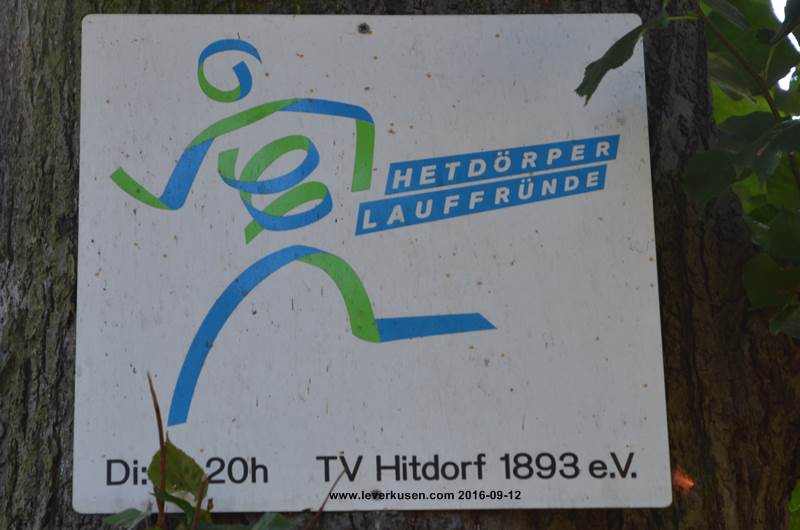 HETDÖRPER
LAUFFRÜNDE
Di: 20h TV Hitdorf 1893 e.V.
www.leverkusen.com 2016-09-12